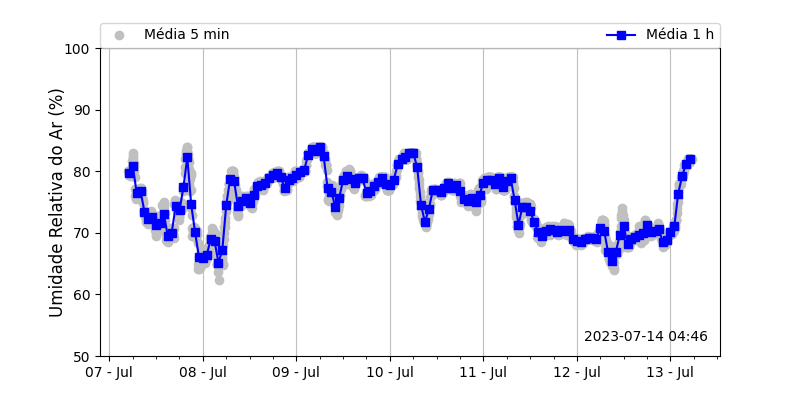 Média 5 min
Média 1 h
Umidade Relativa do Ar (%)
100
90
80
70
60
50
2023-07-14 04:46
07 - Jul
08 - Jul
09 - Jul
10 - Jul
11 - Jul
12 - Jul
13 - Jul